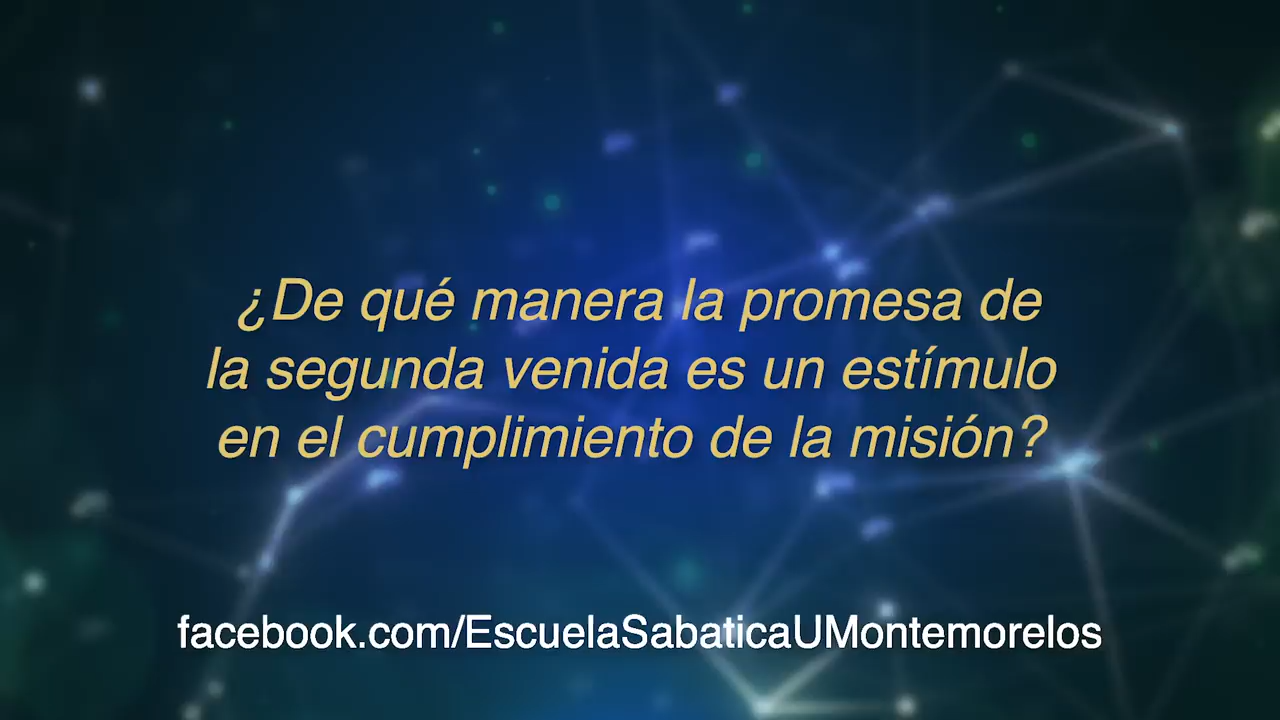 ¿De qué manera la promesa de
la segunda venida es un estímulo
en el cumplimiento de la misión?
facebook.com/EscuelaSabaticaUMontemorelos